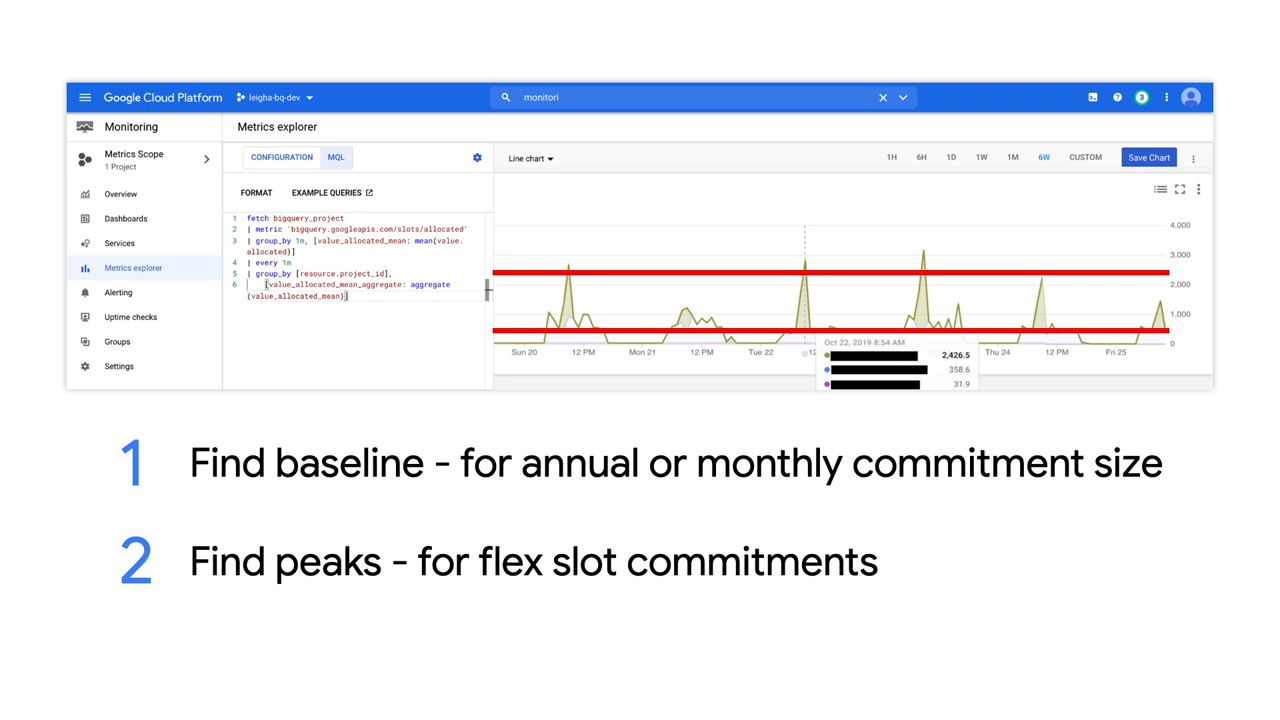 Google Cloud Platform leigha-bq-dev monitori 3
Monitoring Metrics explorer
Metrics Scope
1 Project
CONFIGURATION MQL Line chart 1H 6H 1D 1W 1M 6W CUSTOM Save Chart
Overview
Dashboards
Services
Metrics explorer
Alerting
Uptime checks
Groups
Settings
FORMAT EXAMPLE QUERIES
1 fetch bigquery_project
2 | metric 'bigquery.googleapis.com/slots/allocated'
3 | group_by 1m, [value_allocated_mean: mean(value.
allocated)]
4 | every 1m
5 | group_by [resource.project_id],
6 [value_allocated_mean_aggregate: aggregate
(value_allocated_mean)]
4,000
3,000
2,000
1,000
0
Sun 20 12 PM Mon 21 12 PM Tue 22 Thu 24 12 PM Fri 25
Oct 22, 2019 8:54 AM
2,426.5
358.6
31.9
1 Find baseline - for annual or monthly commitment size
2 Find peaks - for flex slot commitments